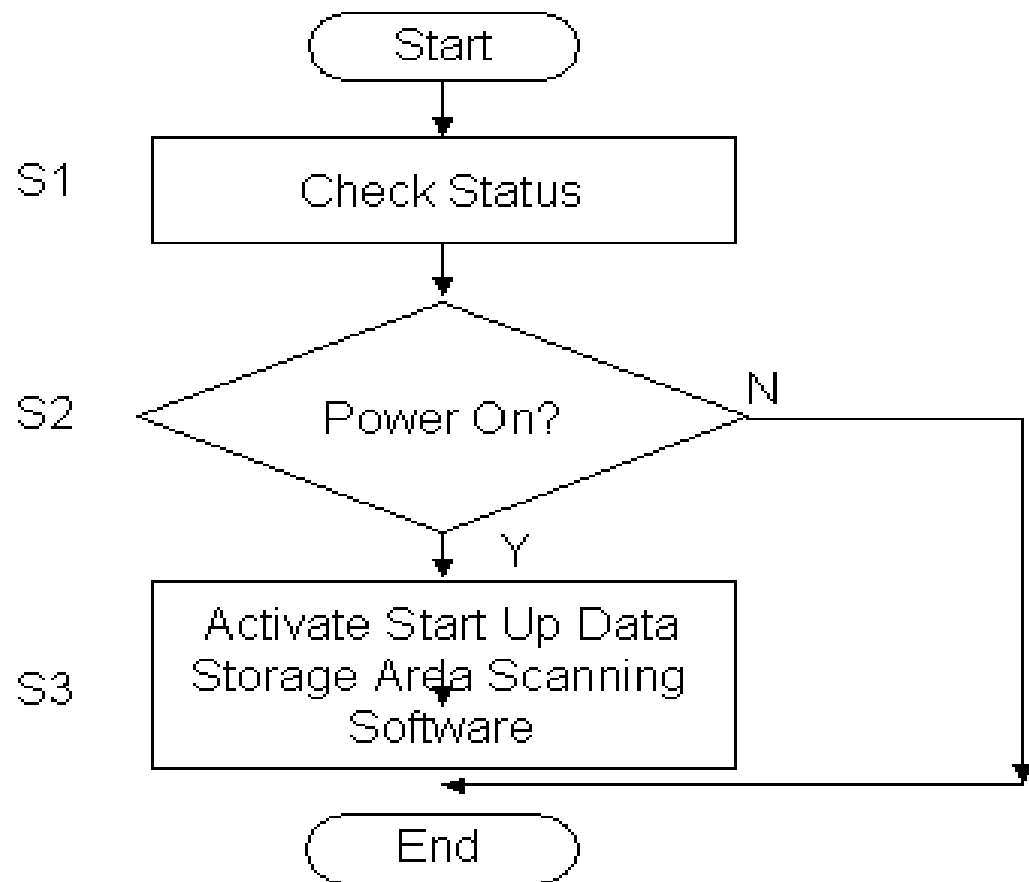 Start
S1
Check Status
S2
Power On?
N
Y
S3
Activate Start Up Data
Storage Area Scanning
Software
End